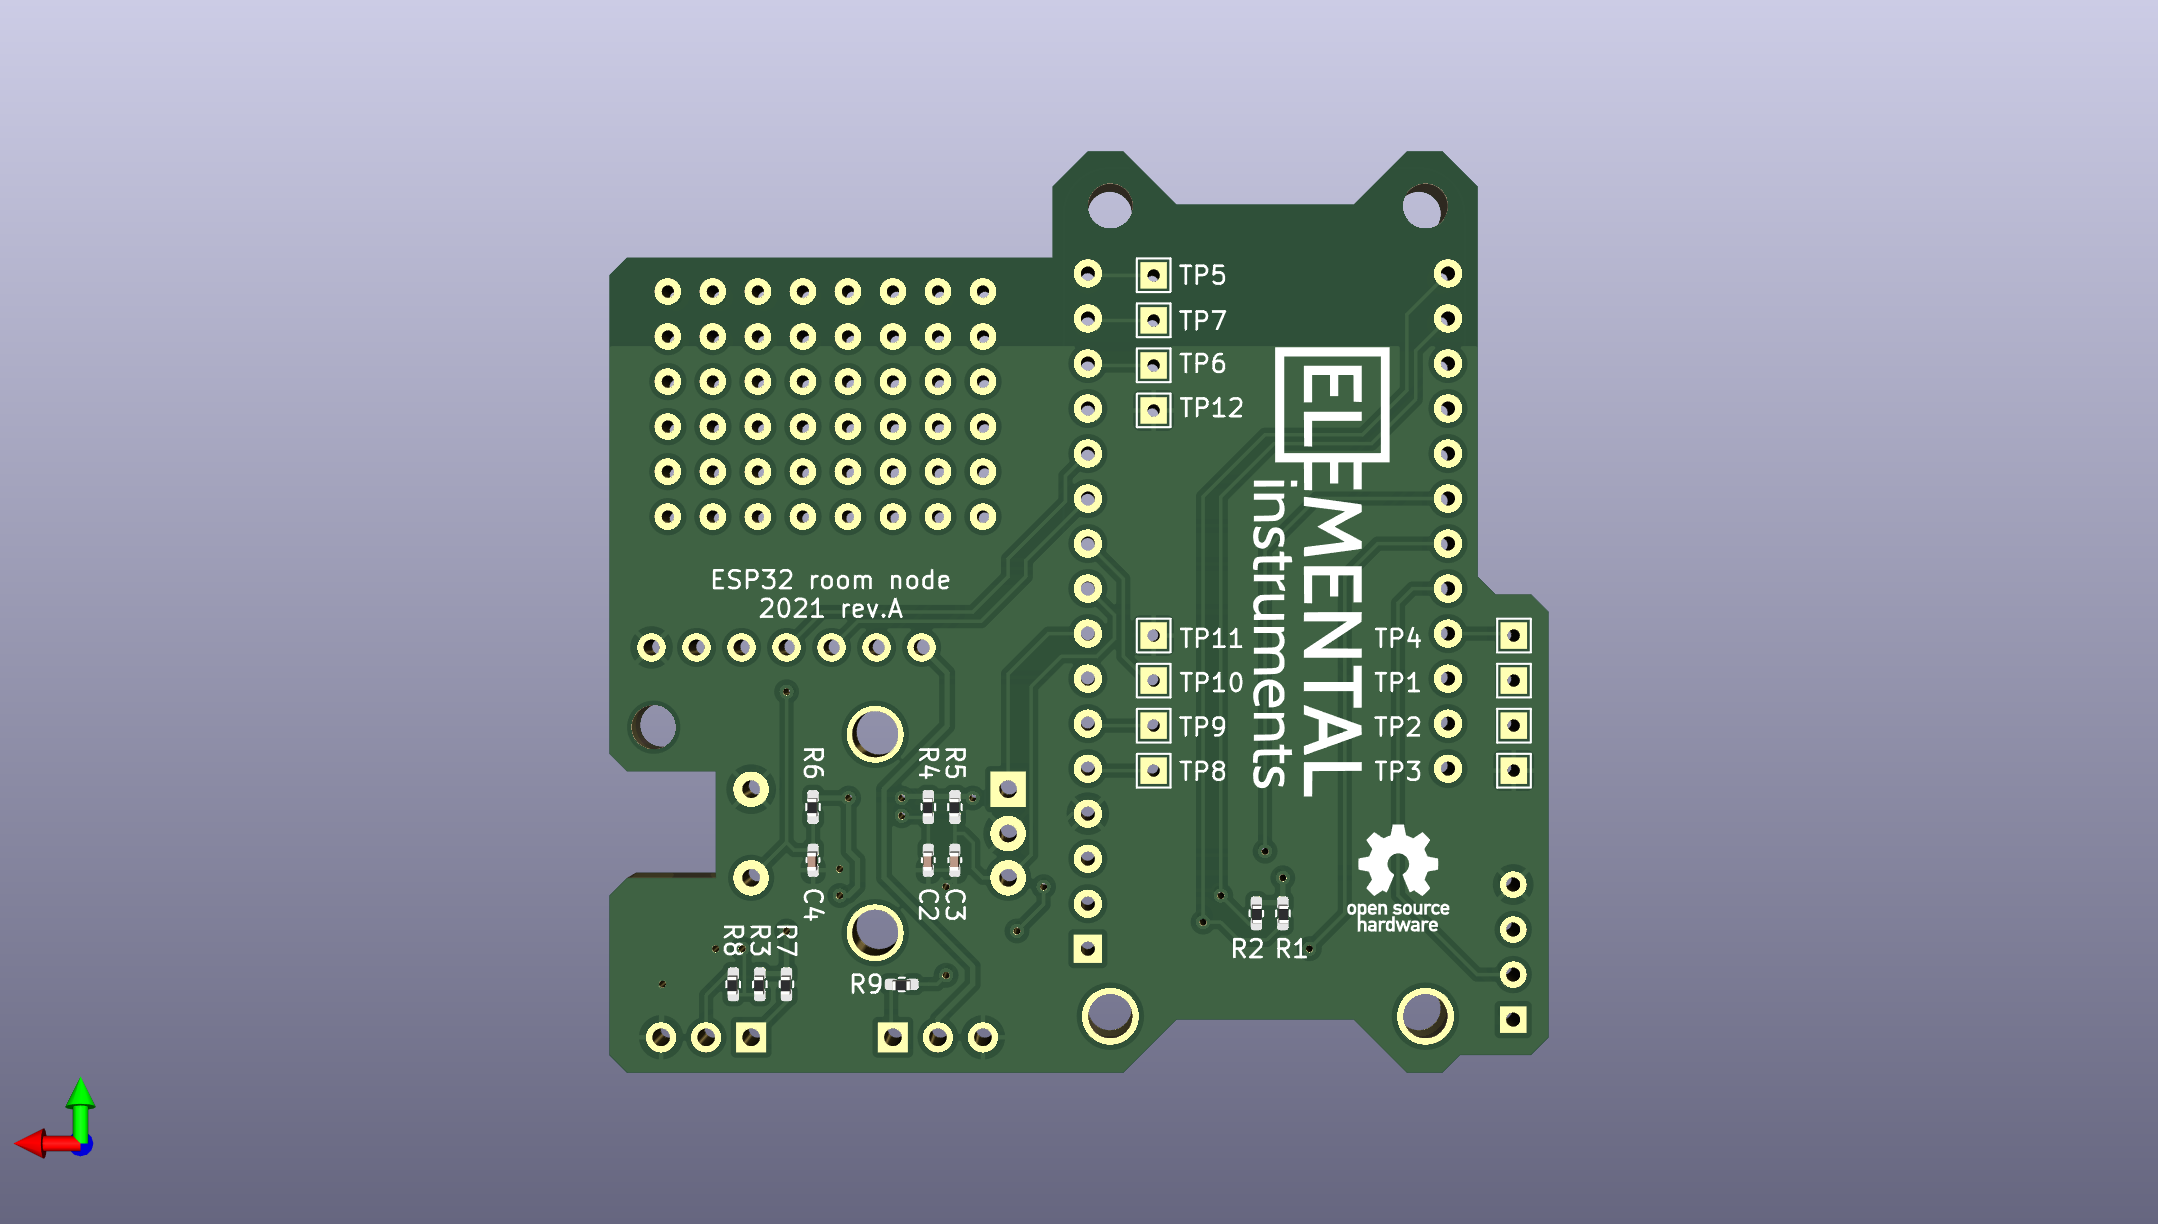 TP5
TP7
TP6
TP12
ELEMENTAL
instruments
ESP32 room node
2021 rev.A
TP11
TP10
TP9
TP8
TP4
TP1
TP2
TP3
R6
R4
R5
C4
C2
C3
R8
R3
R7
R9
R2
R1
open source
hardware